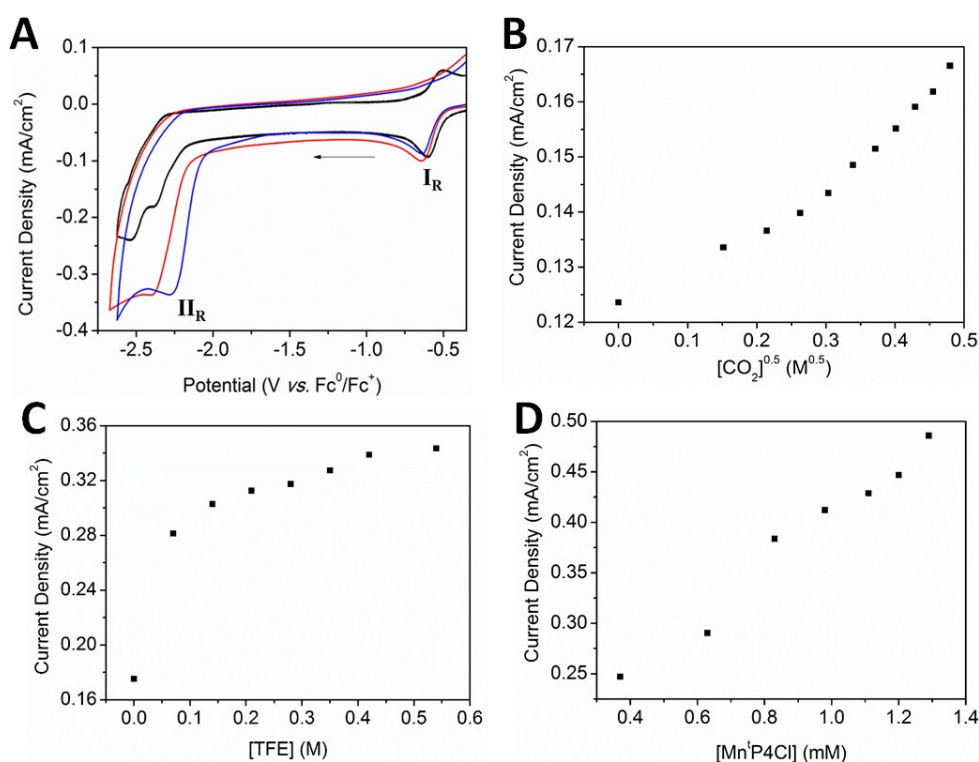 A
0.1
0.0
-0.1
-0.2
-0.3
-0.4
Current Density (mA/cm²)
I_R
II_R
-2.5 -2.0 -1.5 -1.0 -0.5
Potential (V vs. Fc⁰/Fc⁺)
B
0.17
0.16
0.15
0.14
0.13
0.12
Current Density (mA/cm²)
0.0 0.1 0.2 0.3 0.4 0.5
[CO₂]^0.5 (M^0.5)
C
0.36
0.32
0.28
0.24
0.20
0.16
Current Density (mA/cm²)
0.0 0.1 0.2 0.3 0.4 0.5 0.6
[TFE] (M)
D
0.50
0.45
0.40
0.35
0.30
0.25
Current Density (mA/cm²)
0.4 0.6 0.8 1.0 1.2 1.4
[MnᵗP4Cl] (mM)